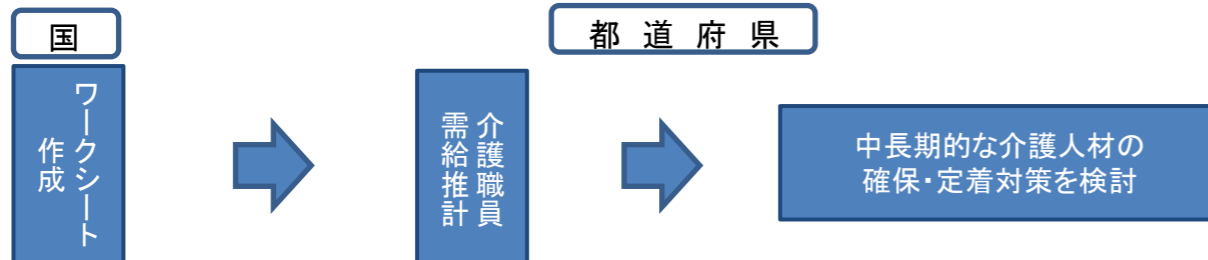 国
都道府県
ワークシート
作成
介護職員
需給推計
中長期的な介護人材の
確保・定着対策を検討